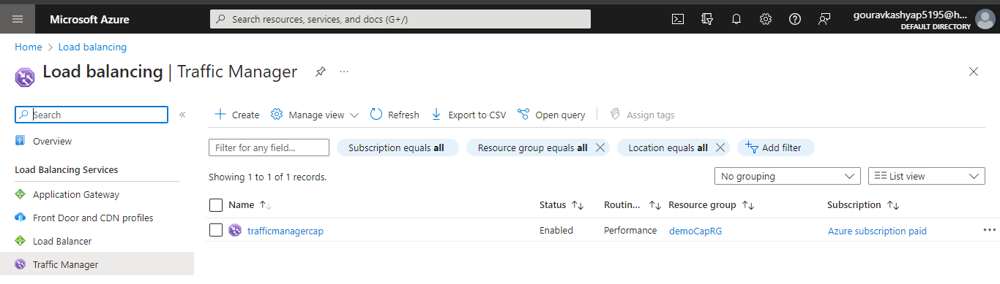 Microsoft Azure
Search resources, services, and docs (G+/)
gouravkashyap5195@h...
DEFAULT DIRECTORY
Home > Load balancing
Load balancing | Traffic Manager
Search
Overview
Load Balancing Services
Application Gateway
Front Door and CDN profiles
Load Balancer
Traffic Manager
Create Manage view Refresh Export to CSV Open query Assign tags
Filter for any field... Subscription equals all Resource group equals all Location equals all Add filter
Showing 1 to 1 of 1 records. No grouping List view
Name Status Routin... Resource group Subscription
trafficmanagercap Enabled Performance demoCapRG Azure subscription paid